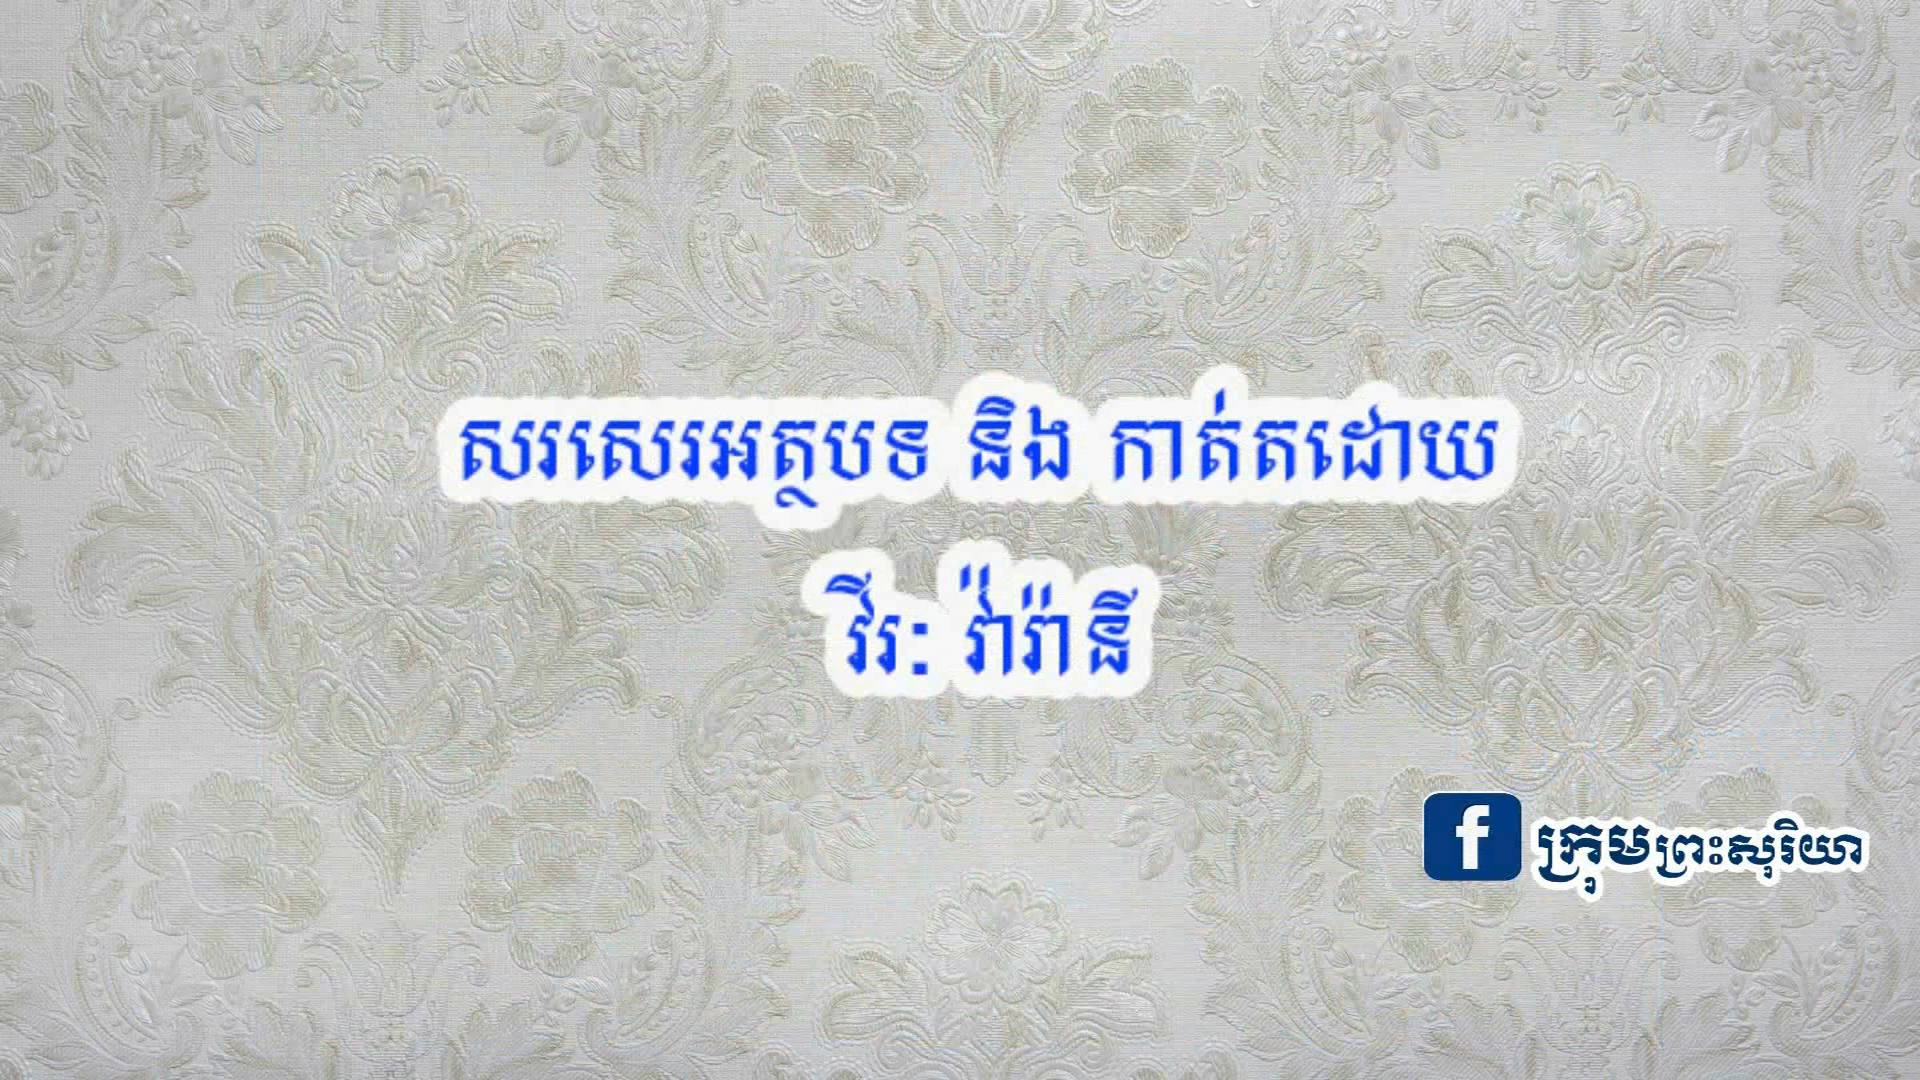 សរសេរអត្ថបទ និង កាត់តដោយ
វីរ: វ៉ារ៉ានី
ក្រុមព្រះសុរិយា